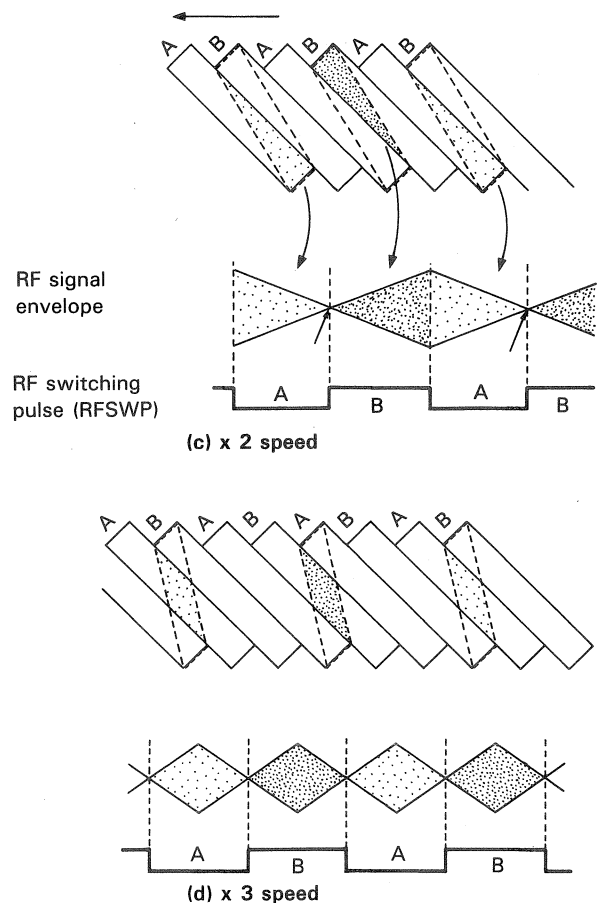 A B A B A B
RF signal
envelope
RF switching
pulse (RFSWP)
A B A B
(c) x 2 speed
A B A B A B A B
A B A B
(d) x 3 speed